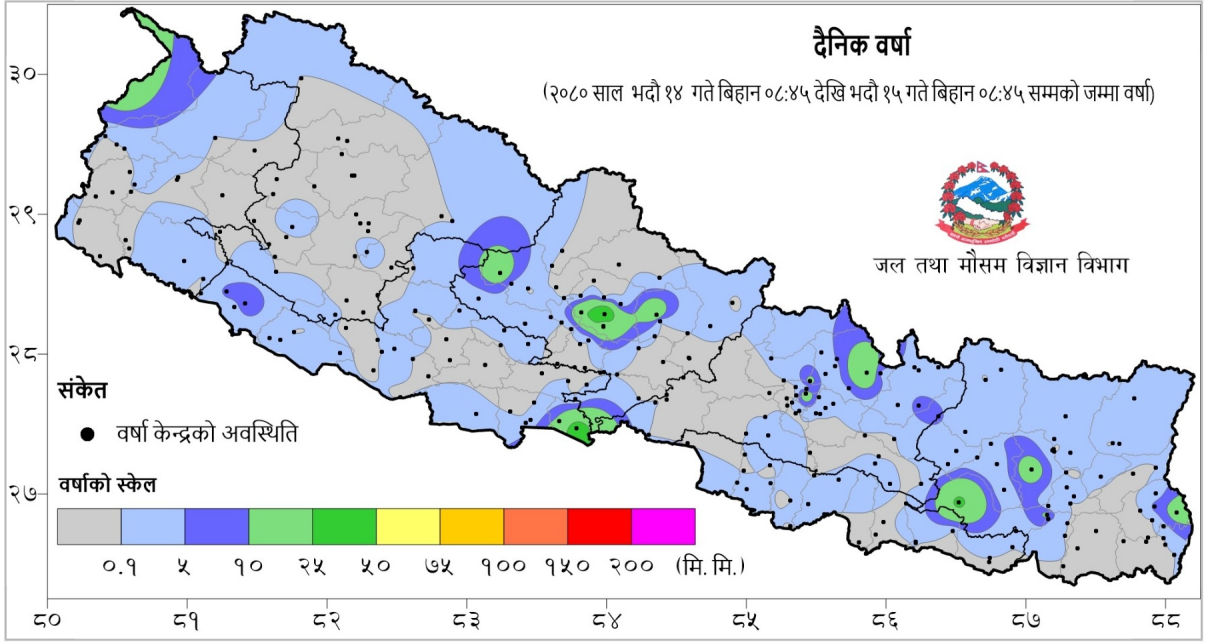 दैनिक वर्षा
(२०८० साल भदौ १४ गते बिहान ०८:४५ देखि भदौ १५ गते बिहान ०८:४५ सम्मको जम्मा वर्षा)
जल तथा मौसम विज्ञान विभाग
३०
२९
२८
२७
संकेत
वर्षा केन्द्रको अवस्थिति
वर्षाको स्केल
०.१ ५ १० २५ ५० ७५ १०० १५० २०० (मि. मि.)
८० ८१ ८२ ८३ ८४ ८५ ८६ ८७ ८८